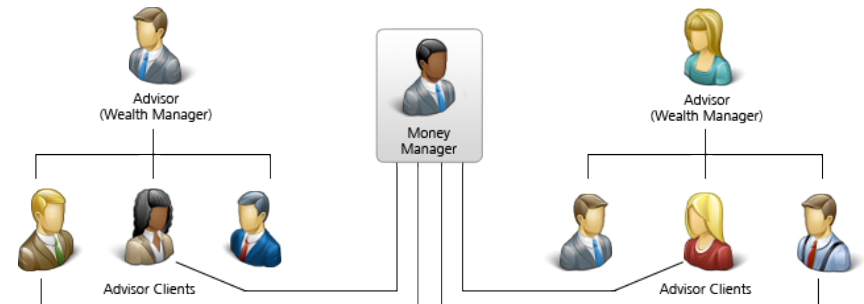 Advisor
(Wealth Manager)
Money
Manager
Advisor
(Wealth Manager)
Advisor Clients
Advisor Clients